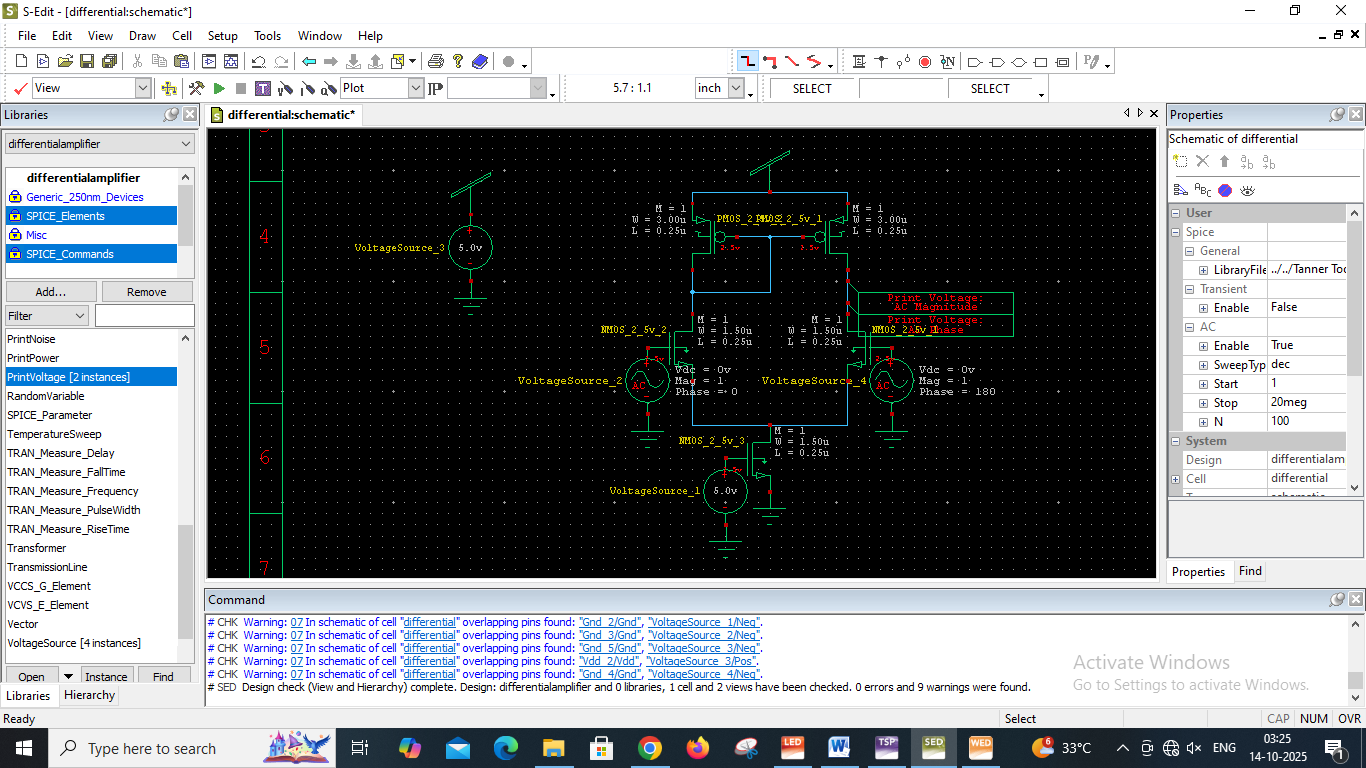 S-Edit - [differential:schematic*]
File Edit View Draw Cell Setup Tools Window Help
View Plot 5.7 : 1.1 inch SELECT SELECT
Libraries
differentialamplifier
differentialamplifier
Generic_250nm_Devices
SPICE_Elements
Misc
SPICE_Commands
Add... Remove
Filter
PrintNoise
PrintPower
PrintVoltage [2 instances]
RandomVariable
SPICE_Parameter
TemperatureSweep
TRAN_Measure_Delay
TRAN_Measure_FallTime
TRAN_Measure_Frequency
TRAN_Measure_PulseWidth
TRAN_Measure_RiseTime
Transformer
TransmissionLine
VCCS_G_Element
VCVS_E_Element
Vector
VoltageSource [4 instances]
Open Instance Find
Libraries Hierarchy
differential:schematic*
4
5
6
7
VoltageSource_3
5.0v
M = 1
W = 3.00u
L = 0.25u
2_5v_1
2.5v
2.5v
M = 1
W = 3.00u
L = 0.25u
Print Voltage:
AC Magnitude
Print Voltage:
Phase
NMOS_2_5v_2
M = 1
W = 1.50u
L = 0.25u
M = 1
W = 1.50u
L = 0.25u
NMOS_2_5v_1
VoltageSource_2
AC
Vdc = 0v
Mag = 1
Phase = 0
VoltageSource_4
AC
Vdc = 0v
Mag = 1
Phase = 180
NMOS_2_5v_3
M = 1
W = 1.50u
L = 0.25u
VoltageSource_1
5.0v
Properties
Schematic of differential
User
Spice
General
LibraryFile ../../Tanner Too
Transient
Enable False
AC
Enable True
SweepTyp dec
Start 1
Stop 20meg
N 100
System
Design differentialam
Cell differential
Properties Find
Command
# CHK Warning: 07 In schematic of cell "differential" overlapping pins found: "Gnd_2/Gnd", "VoltageSource_1/Neg".
# CHK Warning: 07 In schematic of cell "differential" overlapping pins found: "Gnd_3/Gnd", "VoltageSource_2/Neg".
# CHK Warning: 07 In schematic of cell "differential" overlapping pins found: "Gnd_5/Gnd", "VoltageSource_3/Neg".
# CHK Warning: 07 In schematic of cell "differential" overlapping pins found: "Vdd_2/Vdd", "VoltageSource_3/Pos".
# CHK Warning: 07 In schematic of cell "differential" overlapping pins found: "Gnd_4/Gnd", "VoltageSource_4/Neg".
# SED Design check (View and Hierarchy) complete. Design: differentialamplifier and 0 libraries, 1 cell and 2 views have been checked. 0 errors and 9 warnings were found.
Activate Windows
Go to Settings to activate Windows.
Ready Select CAP NUM OVR
Type here to search
LED
TSP
SED
WED
6
33°C
ENG
03:25
14-10-2025
1